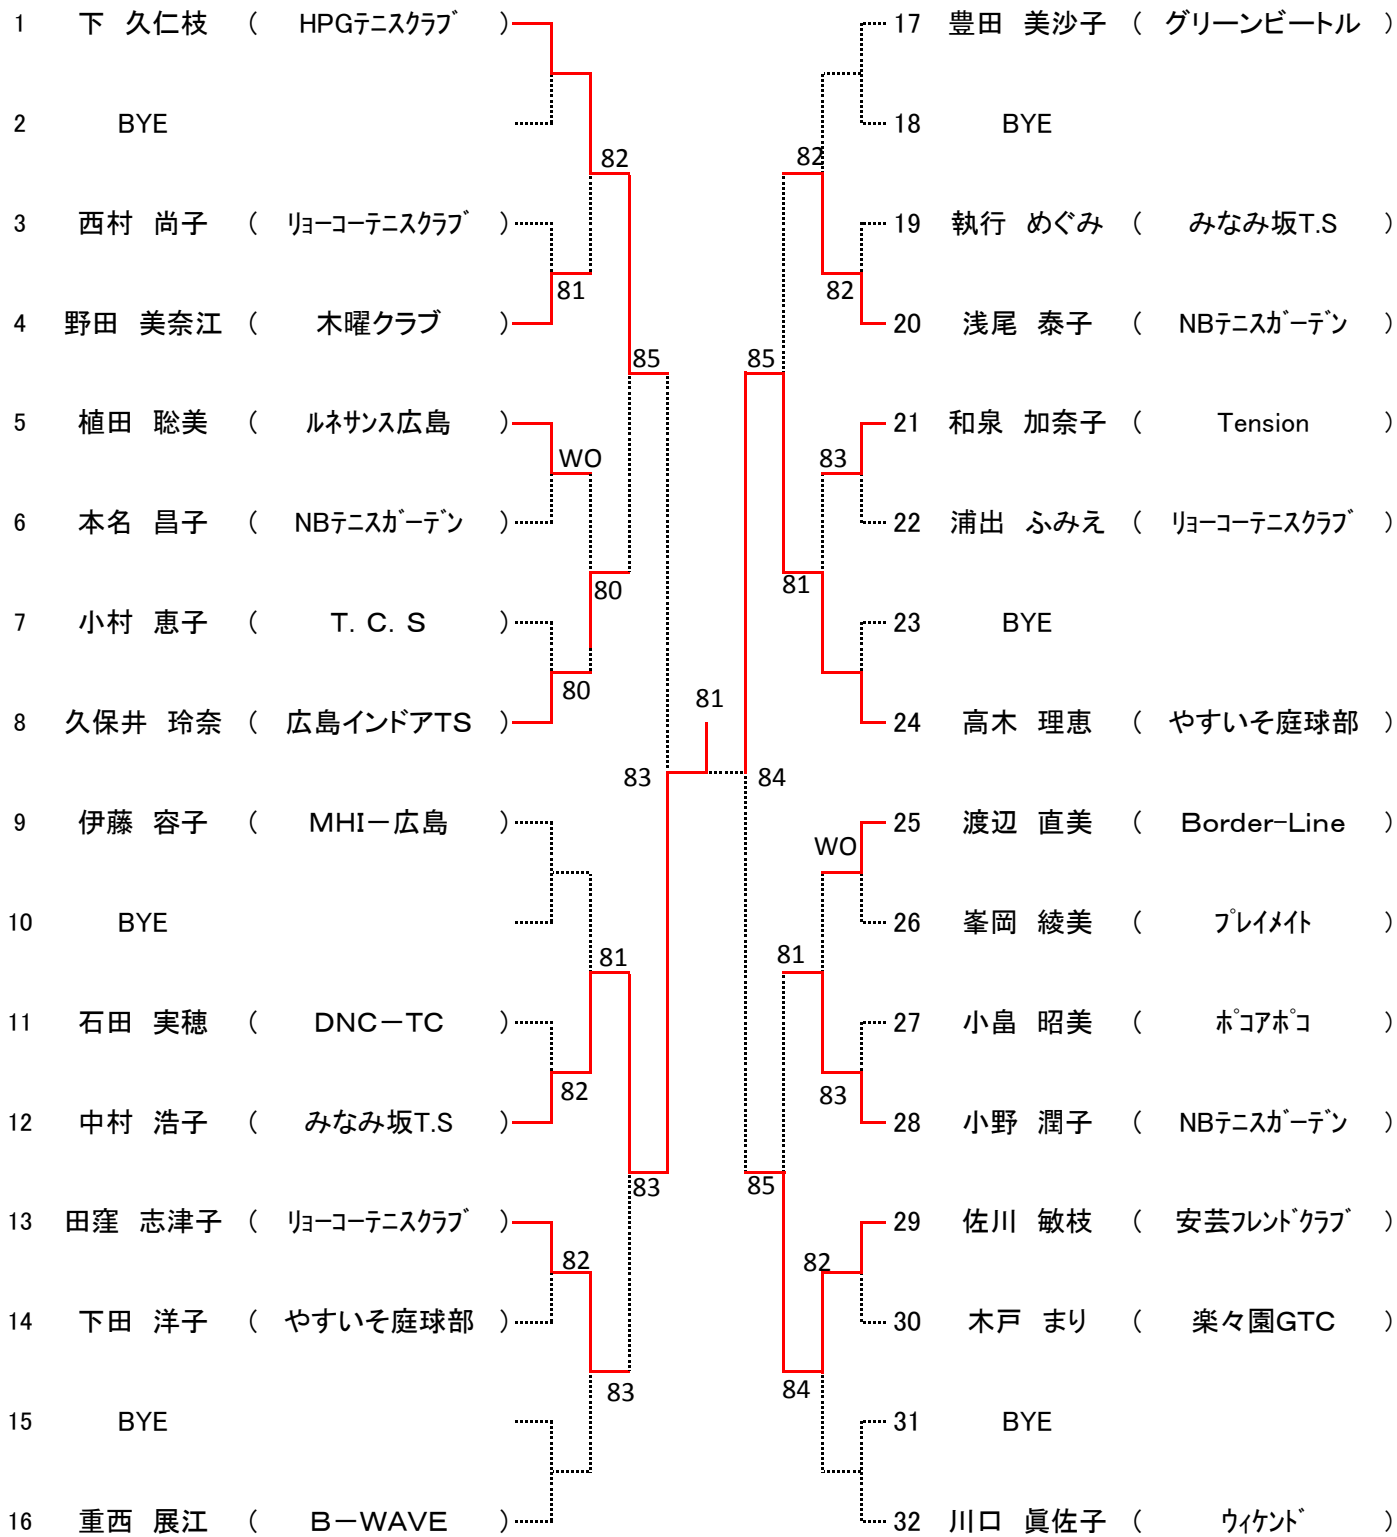 1 下 久仁枝 ( HPGテニスクラブ )
2 BYE
82
3 西村 尚子 ( リョーコーテニスクラブ )
81
4 野田 美奈江 ( 木曜クラブ )
85
5 植田 聡美 ( ルネサンス広島 )
WO
6 本名 昌子 ( NBテニスガーデン )
80
7 小村 恵子 ( T. C. S )
80
8 久保井 玲奈 ( 広島インドアTS )
81
83
9 伊藤 容子 ( MHI-広島 )
10 BYE
81
11 石田 実穂 ( DNC-TC )
82
12 中村 浩子 ( みなみ坂T.S )
83
13 田窪 志津子 ( リョーコーテニスクラブ )
82
14 下田 洋子 ( やすいそ庭球部 )
83
15 BYE
16 重西 展江 ( B-WAVE )
17 豊田 美沙子 ( グリーンビートル )
18 BYE
82
19 執行 めぐみ ( みなみ坂T.S )
82
20 浅尾 泰子 ( NBテニスガーデン )
85
21 和泉 加奈子 ( Tension )
83
22 浦出 ふみえ ( リョーコーテニスクラブ )
81
23 BYE
24 高木 理恵 ( やすいそ庭球部 )
84
25 渡辺 直美 ( Border-Line )
WO
26 峯岡 綾美 ( プレイメイト )
81
27 小畠 昭美 ( ポコアポコ )
83
28 小野 潤子 ( NBテニスガーデン )
85
29 佐川 敏枝 ( 安芸フレンドクラブ )
82
30 木戸 まり ( 楽々園GTC )
84
31 BYE
32 川口 眞佐子 ( ウィケンド )